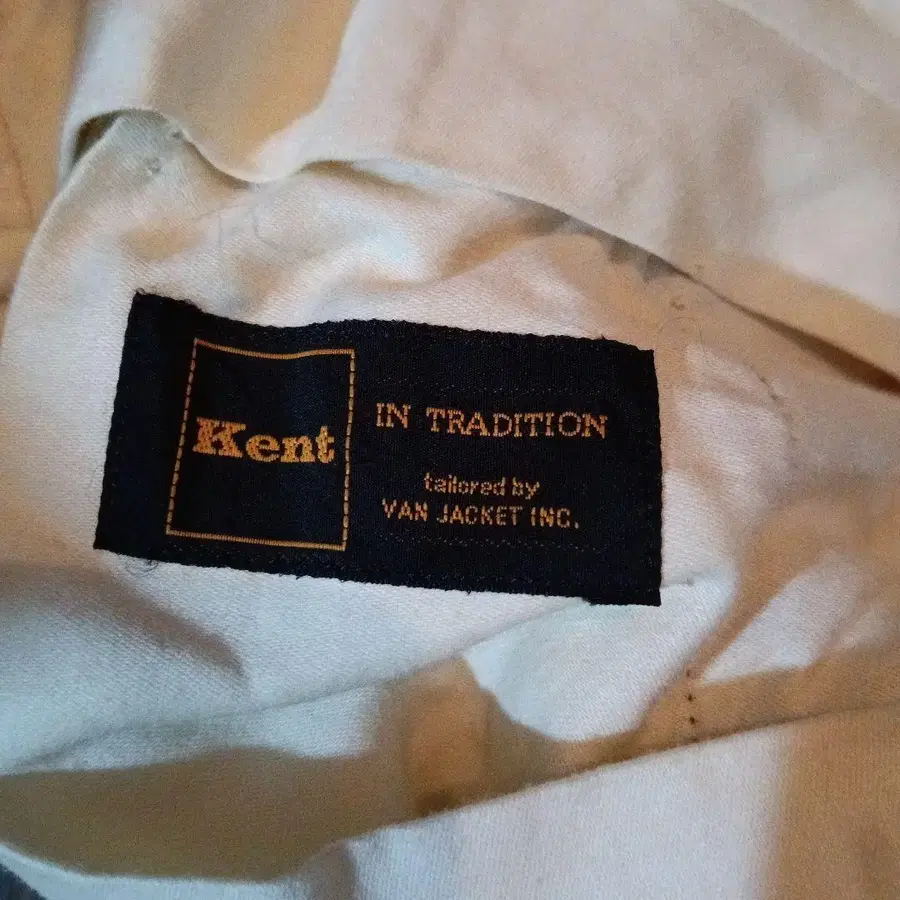 Kent
IN TRADITION
tailored by
VAN JACKET INC.